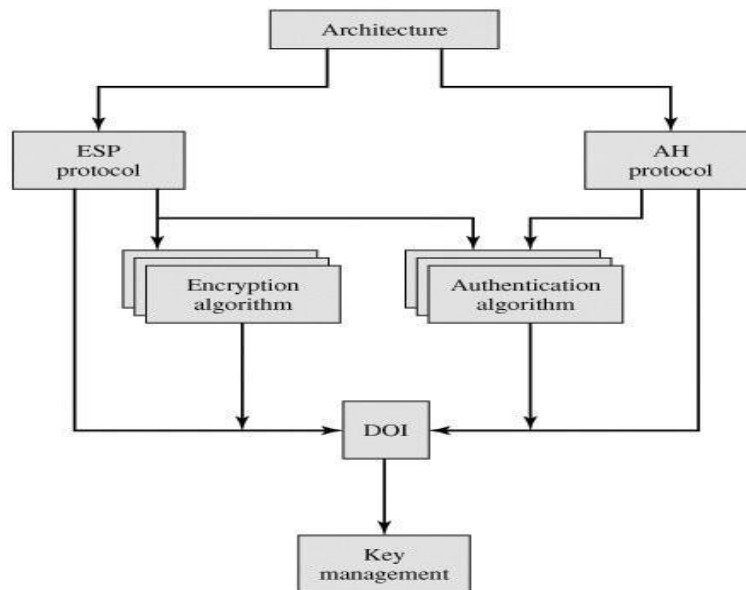 Architecture
ESP
protocol
AH
protocol
Encryption
algorithm
Authentication
algorithm
DOI
Key
management